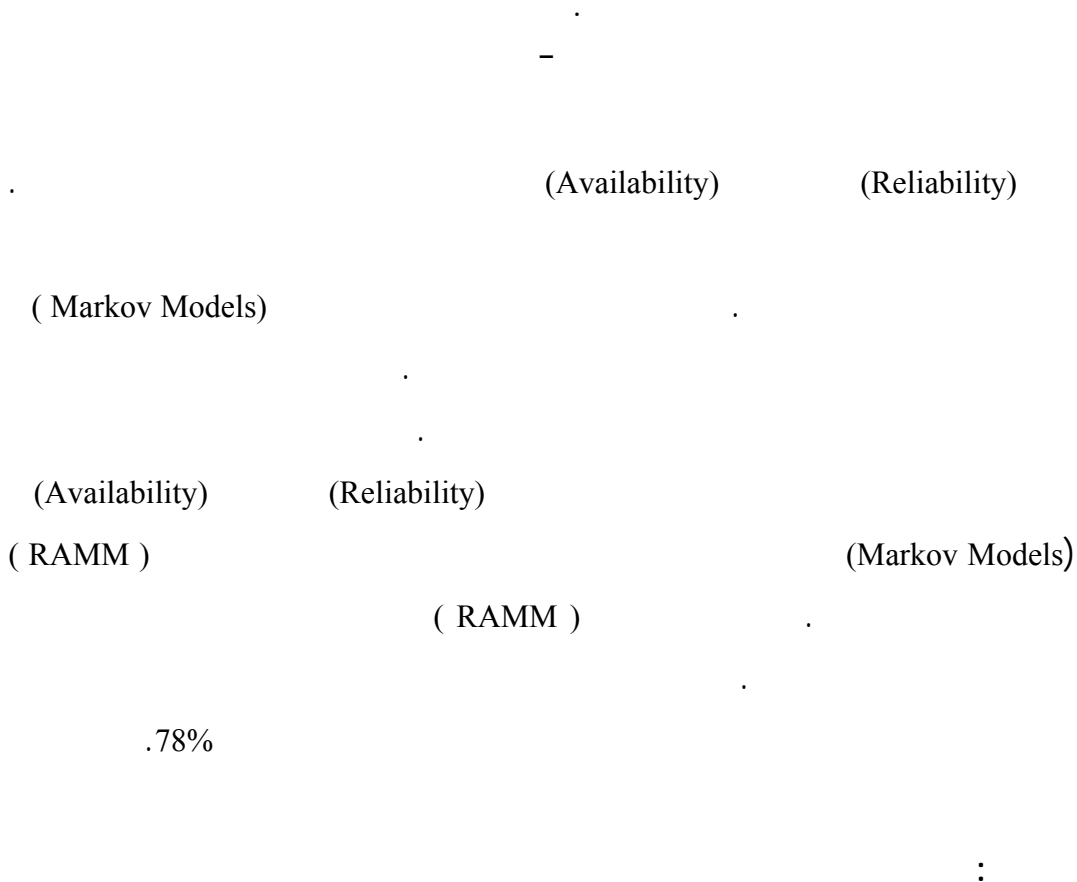 .
–
(Reliability) (Availability) .
. ( Markov Models)
.
.
(Reliability) (Availability)
(Markov Models) ( RAMM )
. ( RAMM )
.
.78%
: